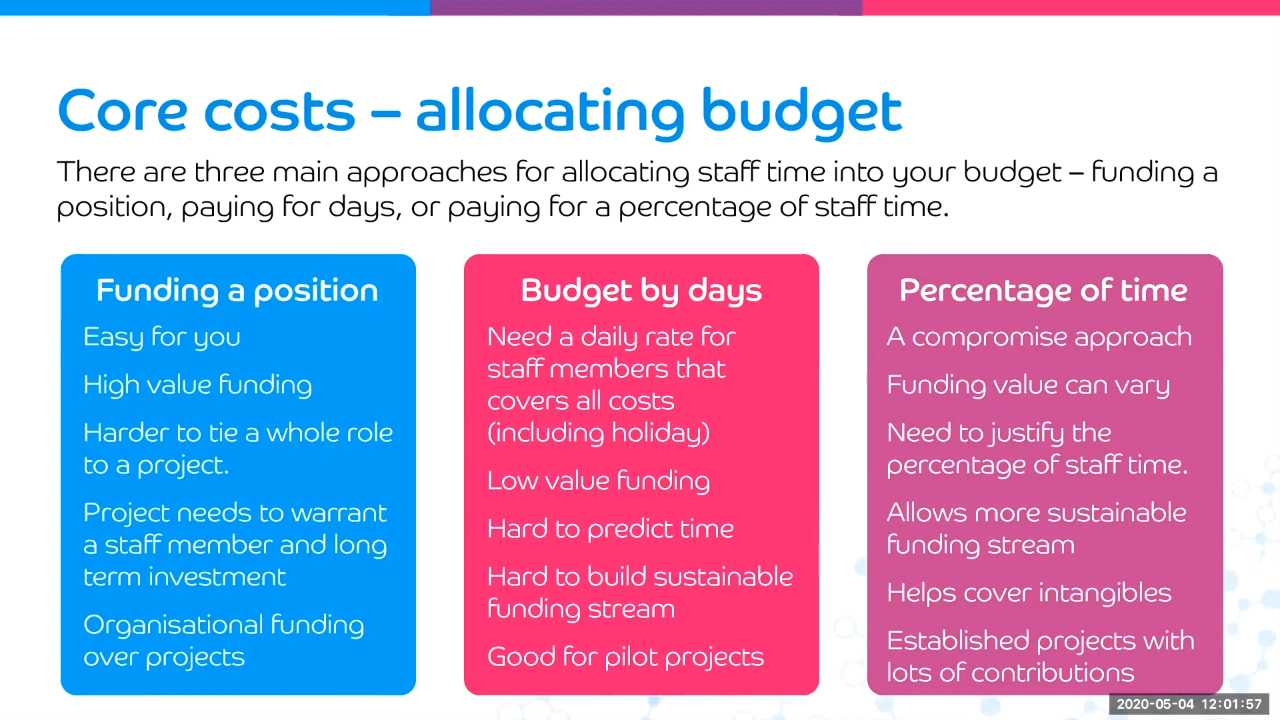 Core costs – allocating budget
There are three main approaches for allocating staff time into your budget – funding a
position, paying for days, or paying for a percentage of staff time.
Funding a position
Easy for you
High value funding
Harder to tie a whole role
to a project.
Project needs to warrant
a staff member and long
term investment
Organisational funding
over projects
Budget by days
Need a daily rate for
staff members that
covers all costs
(including holiday)
Low value funding
Hard to predict time
Hard to build sustainable
funding stream
Good for pilot projects
Percentage of time
A compromise approach
Funding value can vary
Need to justify the
percentage of staff time.
Allows more sustainable
funding stream
Helps cover intangibles
Established projects with
lots of contributions
2020-05-04 12:01:57